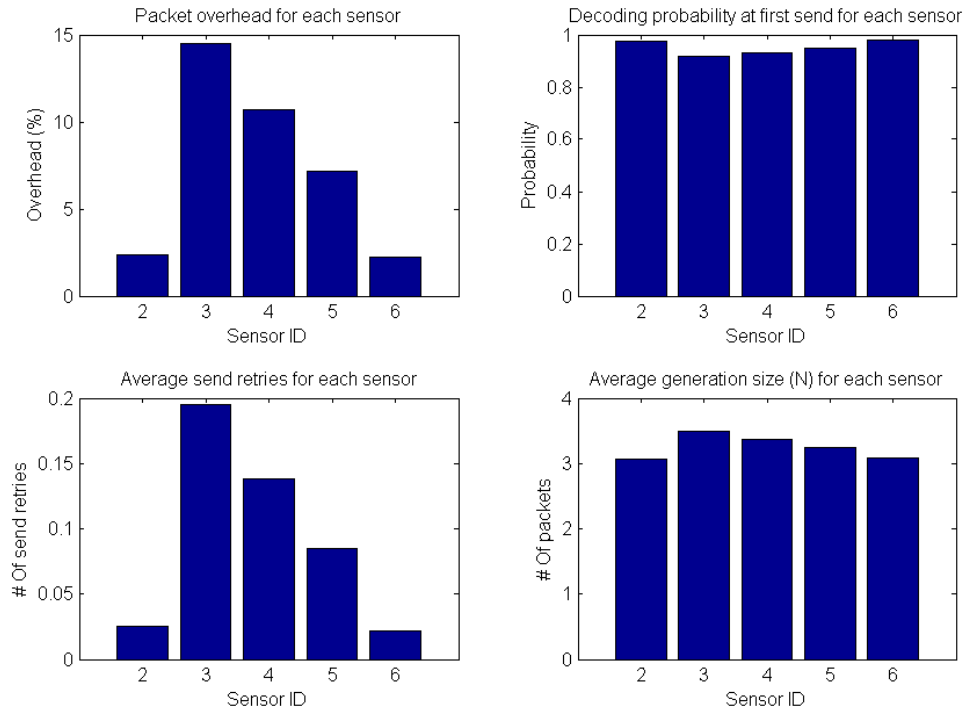 Packet overhead for each sensor
15
10
5
0
Overhead (%)
2 3 4 5 6
Sensor ID
Decoding probability at first send for each sensor
1
0.8
0.6
0.4
0.2
0
Probability
2 3 4 5 6
Sensor ID
Average send retries for each sensor
0.2
0.15
0.1
0.05
0
# Of send retries
2 3 4 5 6
Sensor ID
Average generation size (N) for each sensor
4
3
2
1
0
# Of packets
2 3 4 5 6
Sensor ID